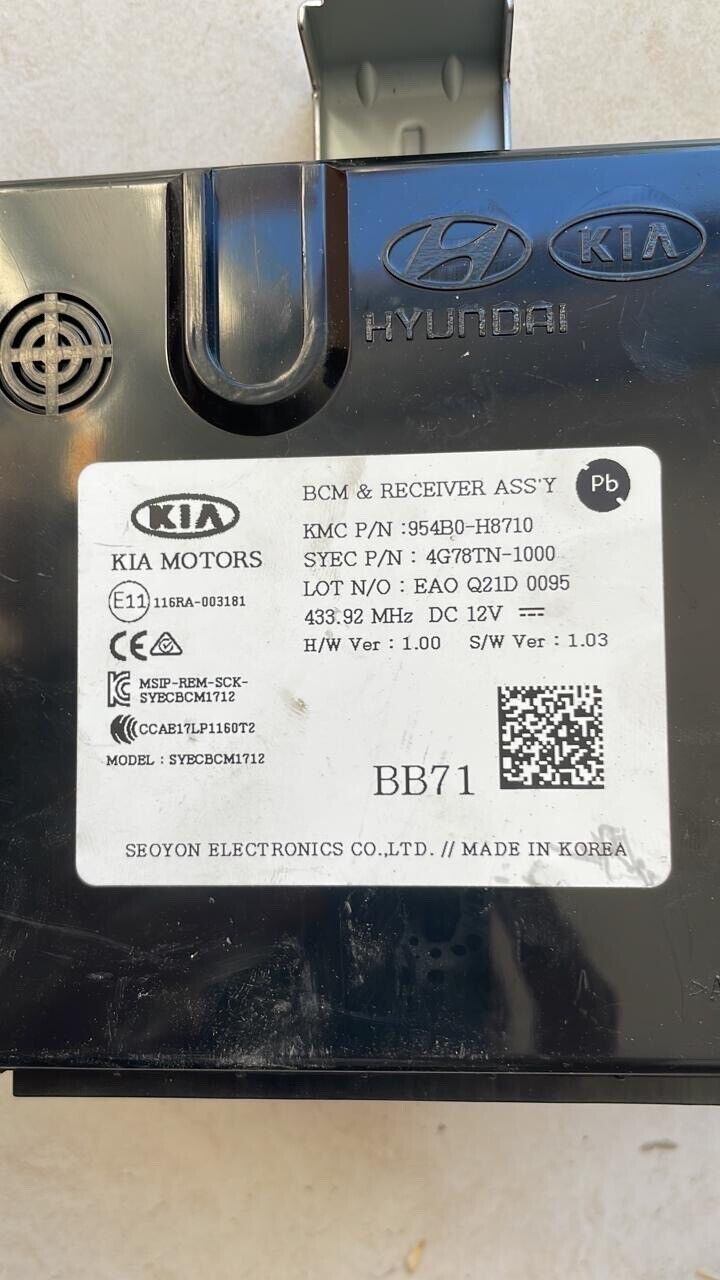 HYUNDAI
KIA
KIA
KIA MOTORS
E11 116RA-003181
CE
MSIP-REM-SCK-
SYECBCM1712
CCAE17LP1160T2
MODEL : SYECBCM1712
BCM & RECEIVER ASS'Y Pb
KMC P/N :954B0-H8710
SYEC P/N : 4G78TN-1000
LOT N/O : EAO Q21D 0095
433.92 MHz DC 12V
H/W Ver : 1.00 S/W Ver : 1.03
BB71
SEOYON ELECTRONICS CO.,LTD. // MADE IN KOREA